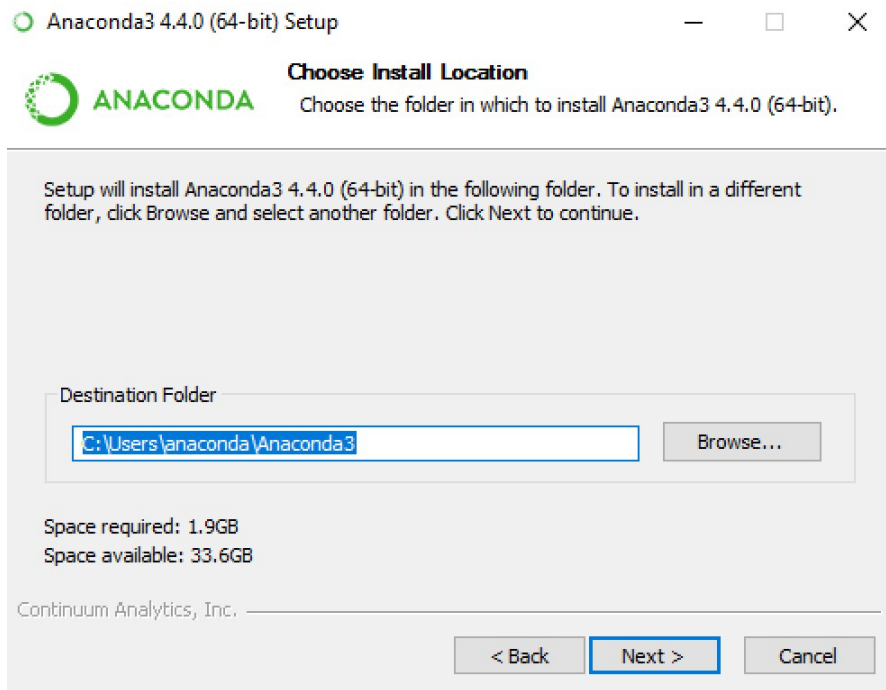 Anaconda3 4.4.0 (64-bit) Setup
ANACONDA
Choose Install Location
Choose the folder in which to install Anaconda3 4.4.0 (64-bit).
Setup will install Anaconda3 4.4.0 (64-bit) in the following folder. To install in a different
folder, click Browse and select another folder. Click Next to continue.
Destination Folder
C:\Users\anaconda\Anaconda3
Browse...
Space required: 1.9GB
Space available: 33.6GB
Continuum Analytics, Inc.
< Back
Next >
Cancel